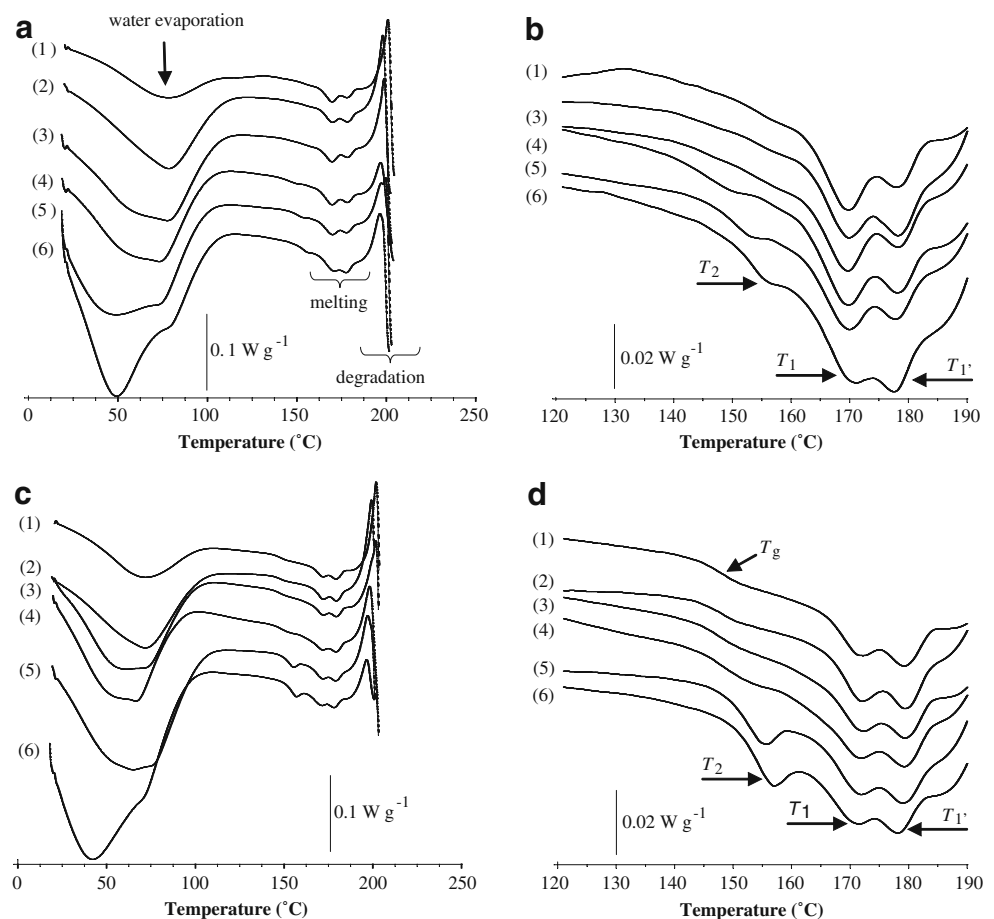 a
water evaporation
(1)
(2)
(3)
(4)
(5)
(6)
melting
0.1 W g-1
degradation
0 50 100 150 200 250
Temperature (˚C)
b
(1)
(3)
(4)
(5)
(6)
T2
0.02 W g-1
T1
T1’
120 130 140 150 160 170 180 190
Temperature (˚C)
c
(1)
(2)
(3)
(4)
(5)
(6)
0.1 W g-1
0 50 100 150 200 250
Temperature (˚C)
d
(1)
Tg
(2)
(3)
(4)
(5)
(6)
T2
0.02 W g-1
T1
T1’
120 130 140 150 160 170 180 190
Temperature (˚C)